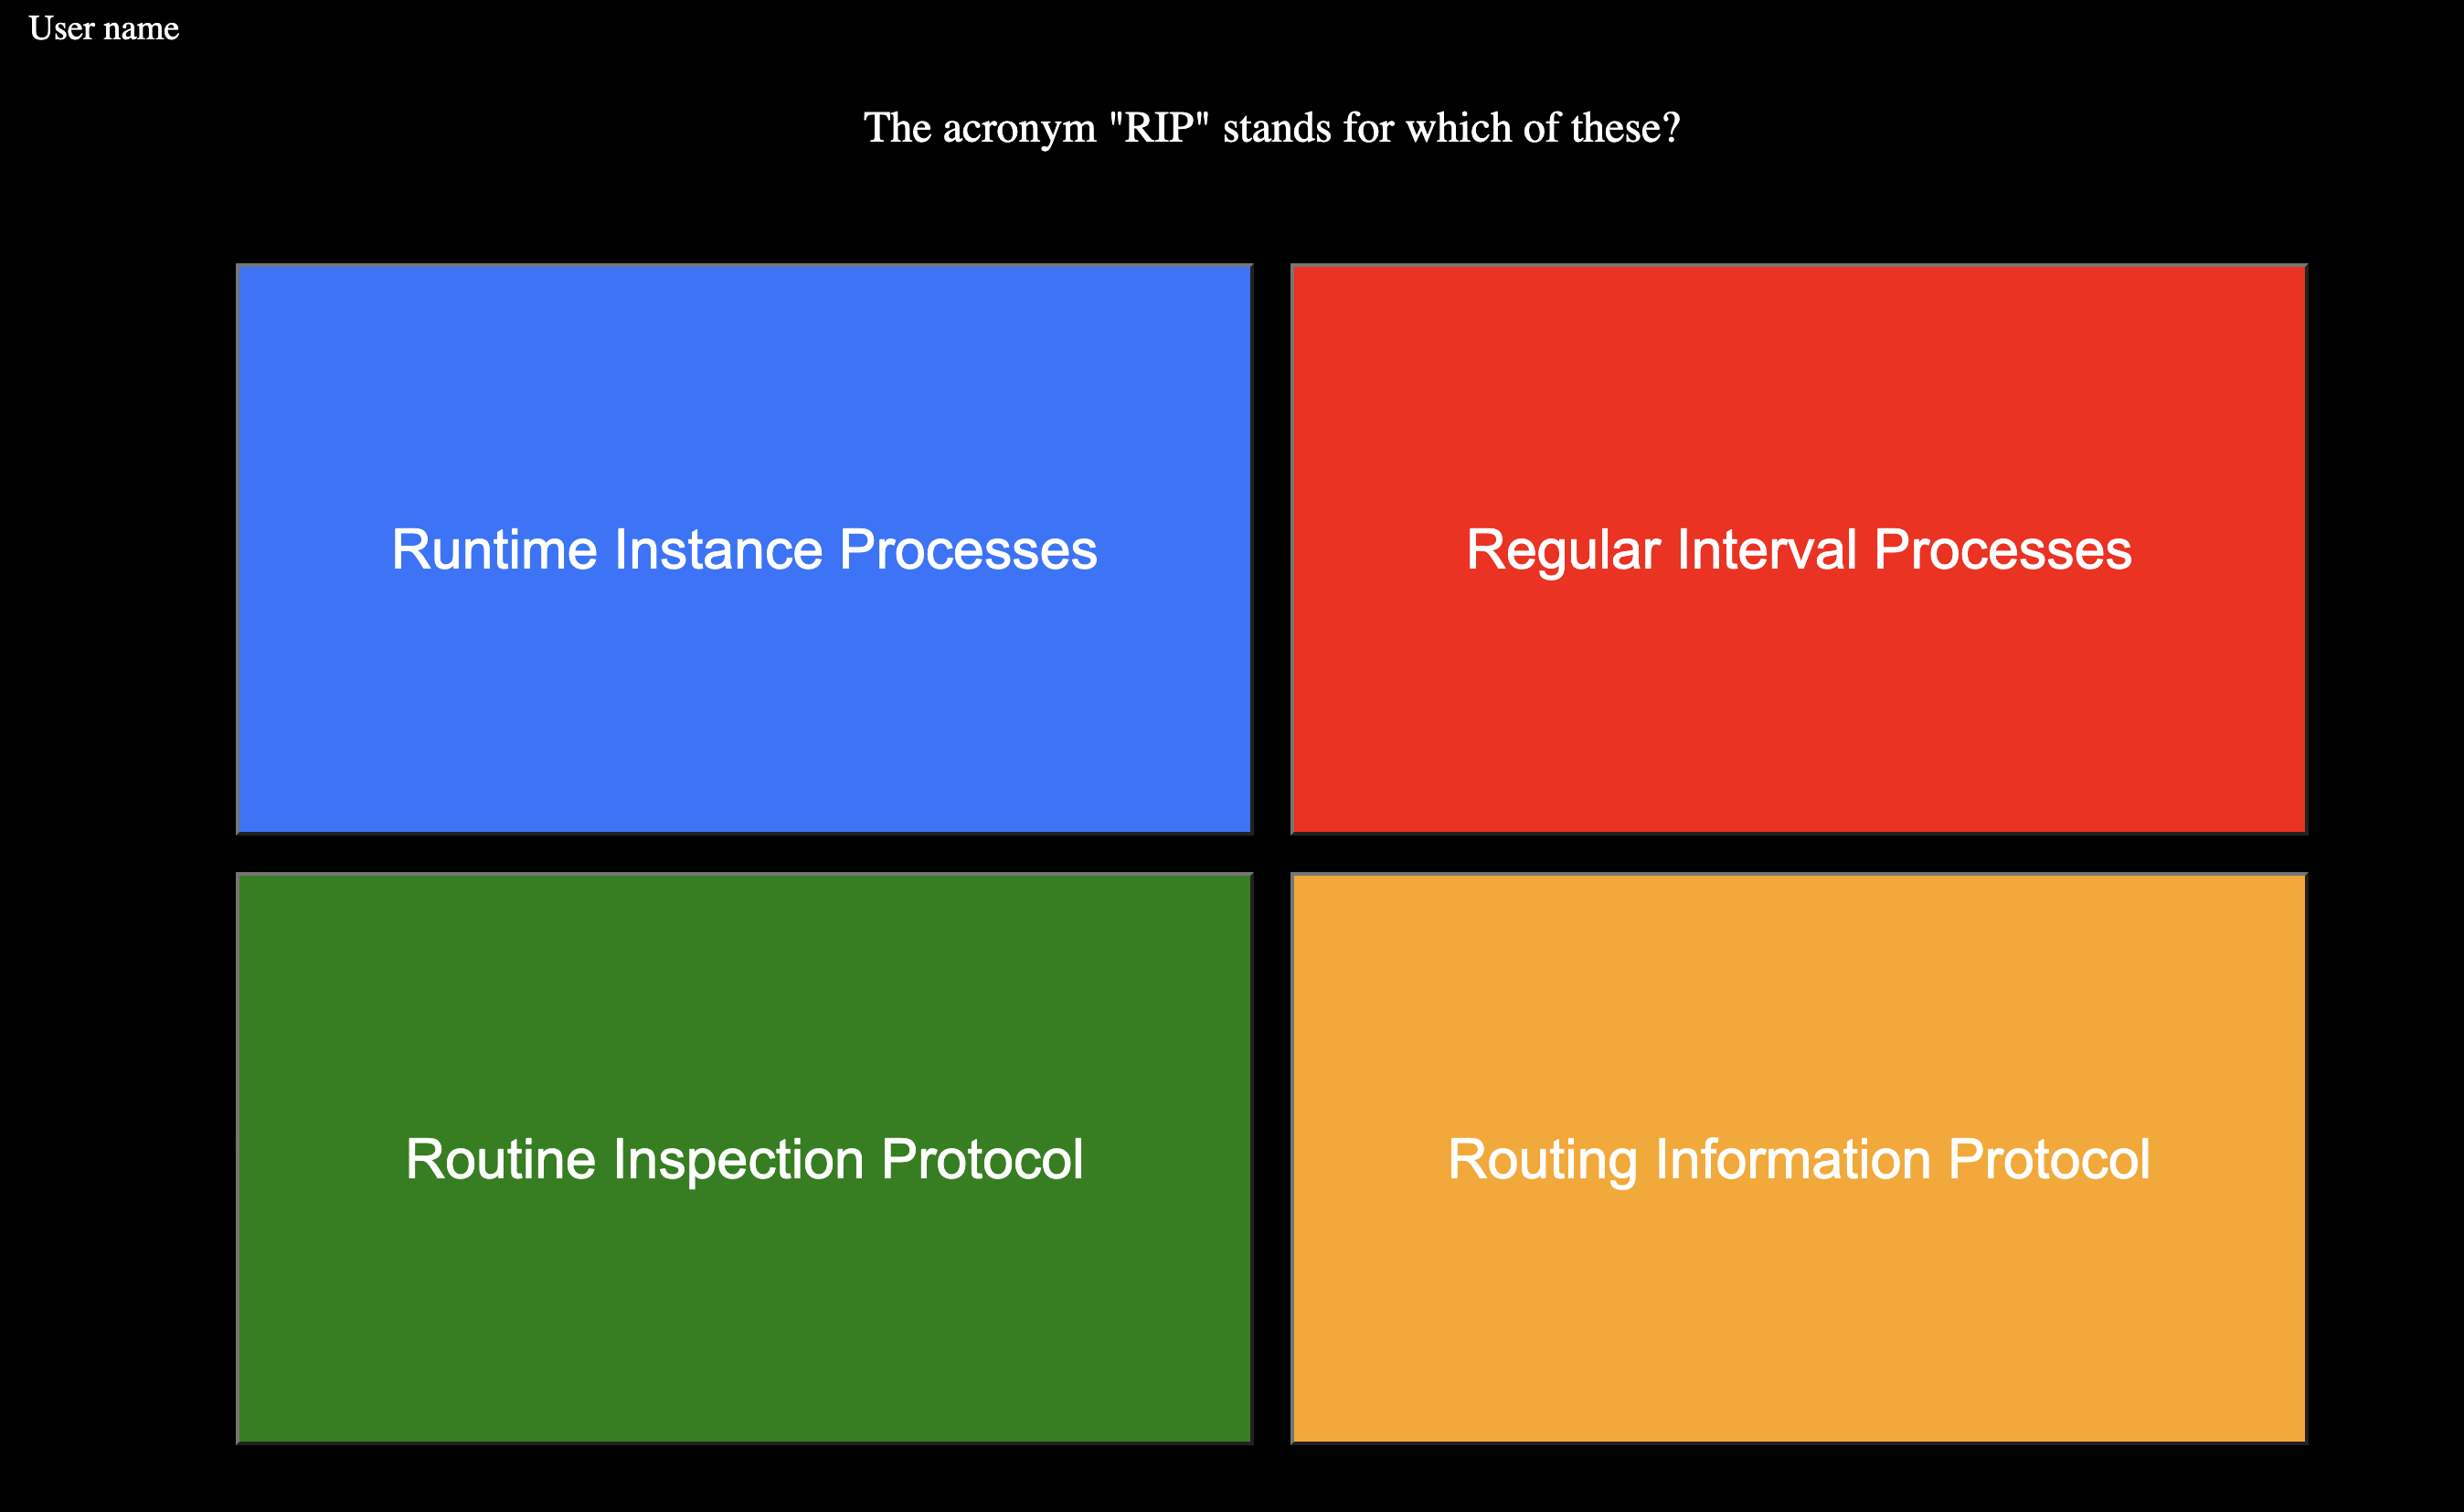 User name
The acronym "RIP" stands for which of these?
Runtime Instance Processes
Regular Interval Processes
Routine Inspection Protocol
Routing Information Protocol